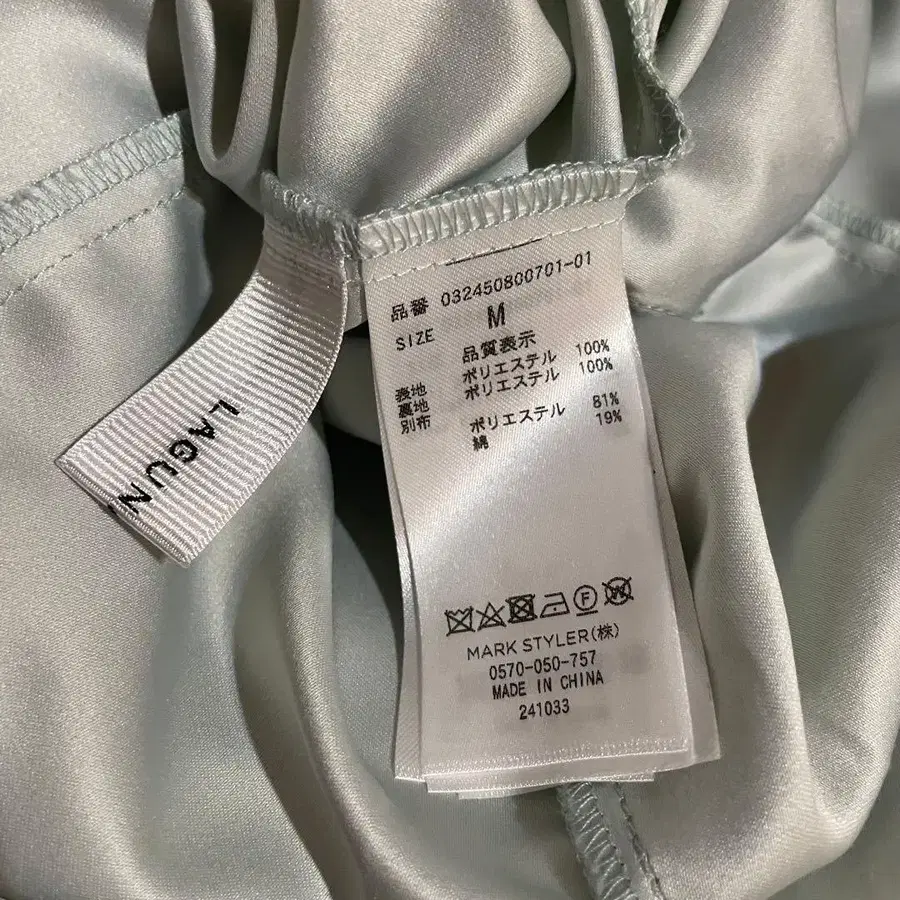 LAGUN
品番 032450800701-01
SIZE M
品質表示
表地 ポリエステル 100%
裏地 ポリエステル 100%
別布 ポリエステル 81%
綿 19%
F W
MARK STYLER(株)
0570-050-757
MADE IN CHINA
241033